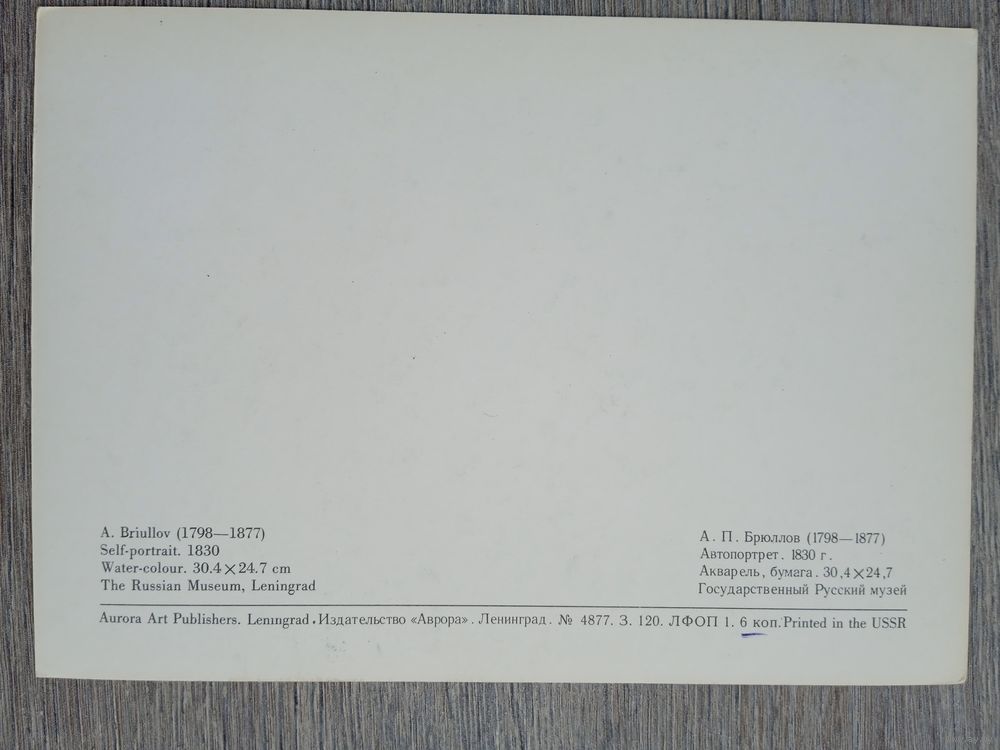 A. Briullov (1798—1877)
Self-portrait. 1830
Water-colour. 30.4×24.7 cm
The Russian Museum, Leningrad
А. П. Брюллов (1798—1877)
Автопортрет. 1830 г.
Акварель, бумага. 30,4×24,7
Государственный Русский музей
Aurora Art Publishers. Leningrad. Издательство «Аврора». Ленинград. № 4877. З. 120. ЛФОП 1. 6 коп. Printed in the USSR